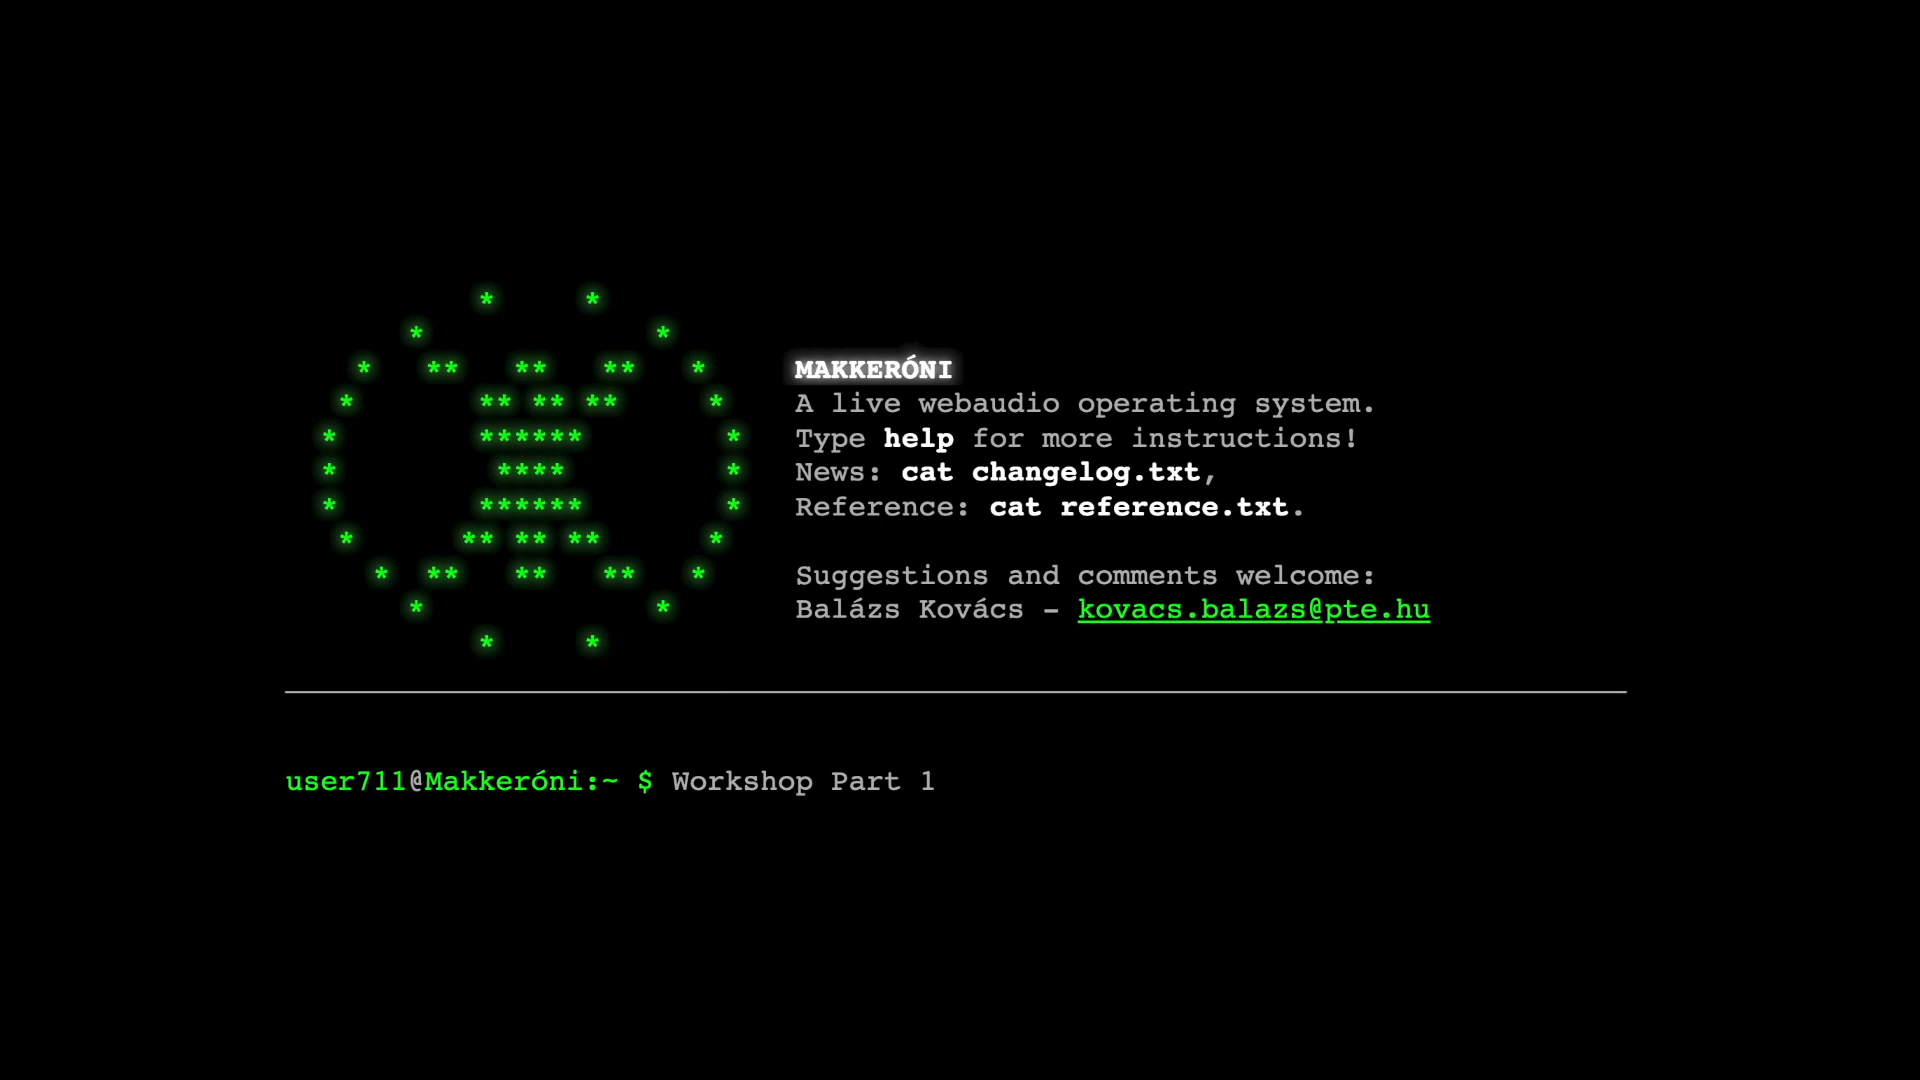 MAKKERÓNI
A live webaudio operating system.
Type help for more instructions!
News: cat changelog.txt,
Reference: cat reference.txt.
Suggestions and comments welcome:
Balázs Kovács – kovacs.balazs@pte.hu
user711@Makkeróni:~ $ Workshop Part 1